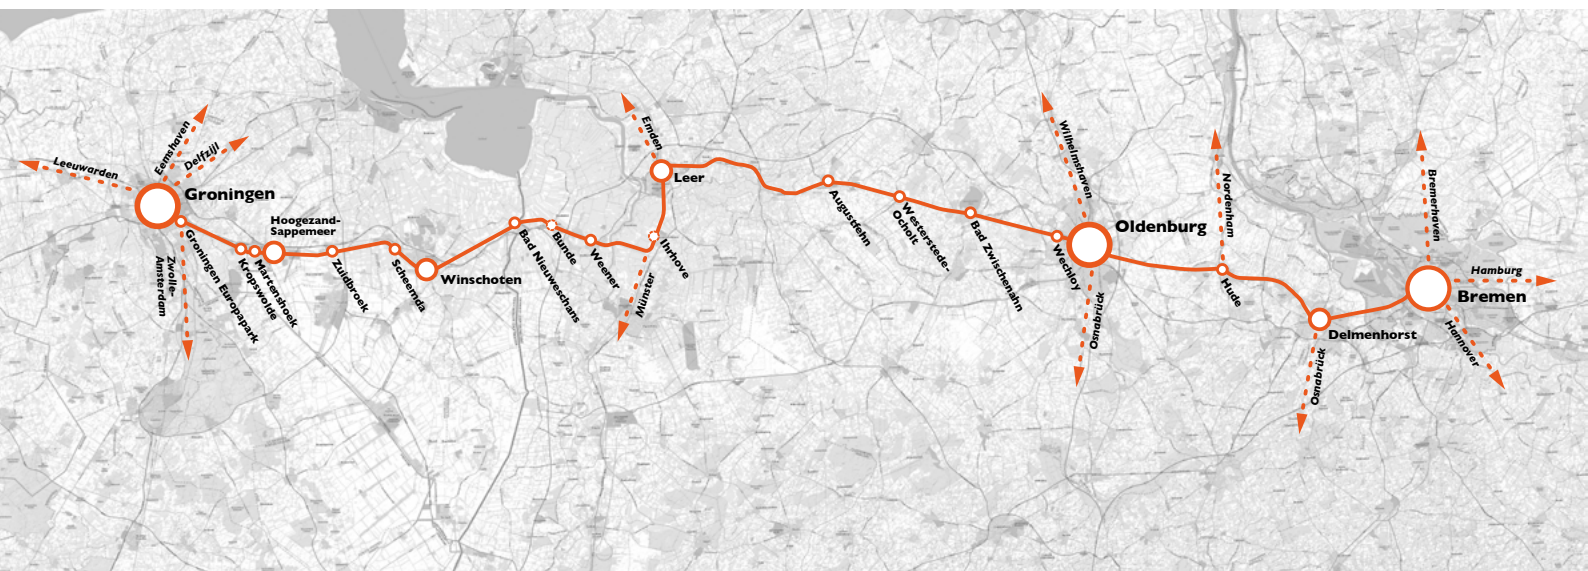 Leeuwarden
Eemshaven
Delfzijl
Groningen
Zwolle-
Amsterdam
Groningen Europapark
Kropswolde
Martenshoek
Hoogezand-
Sappemeer
Zuidbroek
Scheemda
Winschoten
Bad Nieuweschans
Bunde
Weener
Ihrhove
Münster
Emden
Leer
Augustfehn
Westerstede-
Ocholt
Bad Zwischenahn
Wechloy
Wilhelmshaven
Oldenburg
Osnabrück
Nordenham
Hude
Delmenhorst
Osnabrück
Bremerhaven
Hamburg
Bremen
Hannover